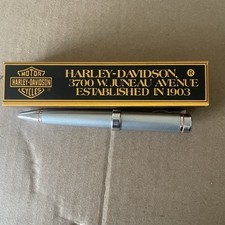 MOTOR
HARLEY-DAVIDSON
CYCLES
HARLEY-DAVIDSON,
3700 W. JUNEAU AVENUE
ESTABLISHED IN 1903
®